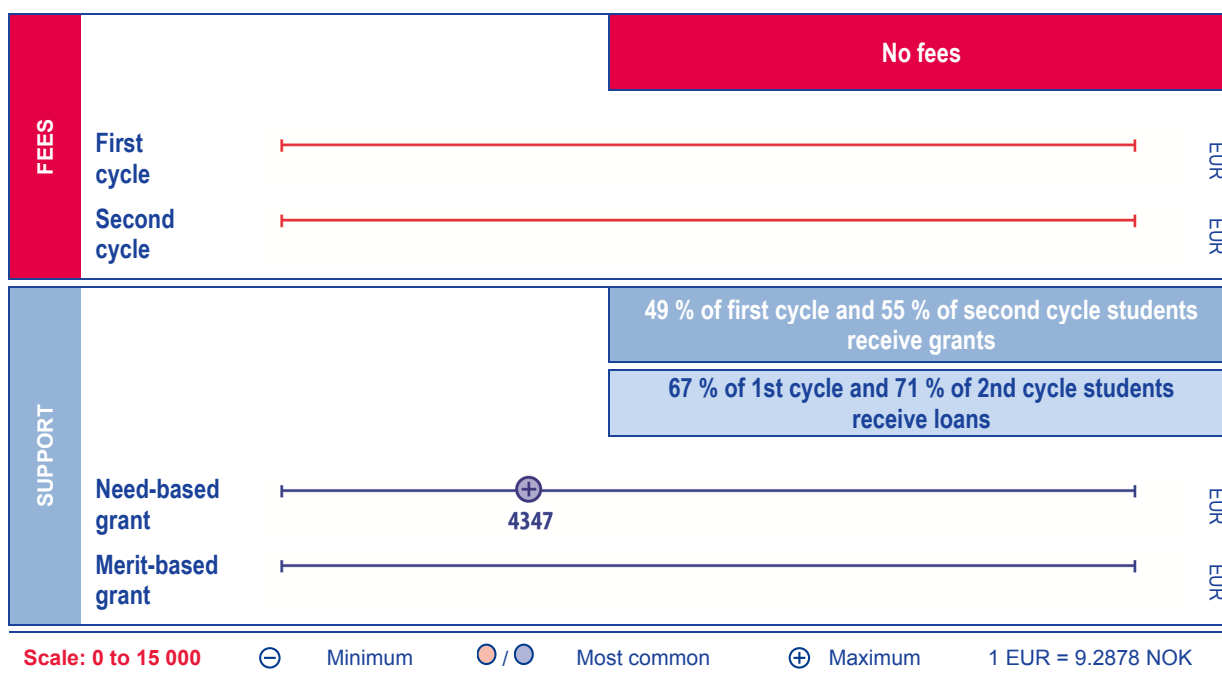 FEES
No fees
First
cycle
EUR
Second
cycle
EUR
SUPPORT
49 % of first cycle and 55 % of second cycle students
receive grants
67 % of 1st cycle and 71 % of 2nd cycle students
receive loans
Need-based
grant
4347
EUR
Merit-based
grant
EUR
Scale: 0 to 15 000 Minimum / Most common Maximum 1 EUR = 9.2878 NOK